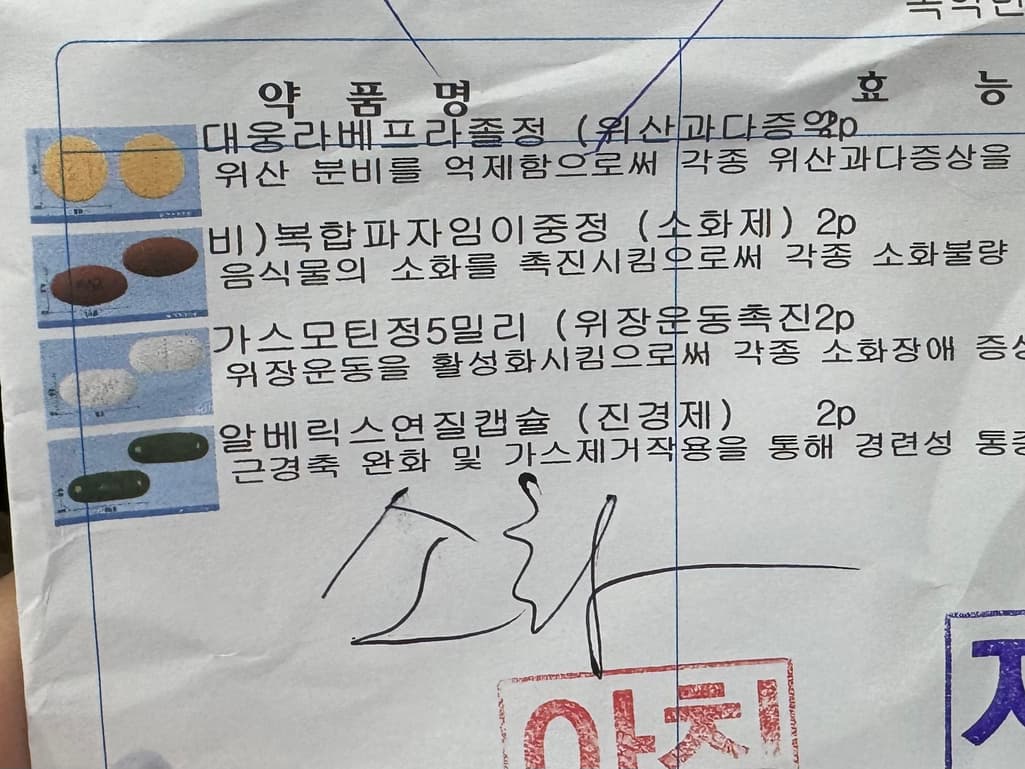 약 품 명 효 능
대웅라베프라졸정 (위산과다증약2p
위산 분비를 억제함으로써 각종 위산과다증상을
비)복합파자임이중정 (소화제) 2p
음식물의 소화를 촉진시킴으로써 각종 소화불량
가스모틴정5밀리 (위장운동촉진2p
위장운동을 활성화시킴으로써 각종 소화장애 증상
알베릭스연질캡슐 (진경제) 2p
근경축 완화 및 가스제거작용을 통해 경련성 통증
소화
아침